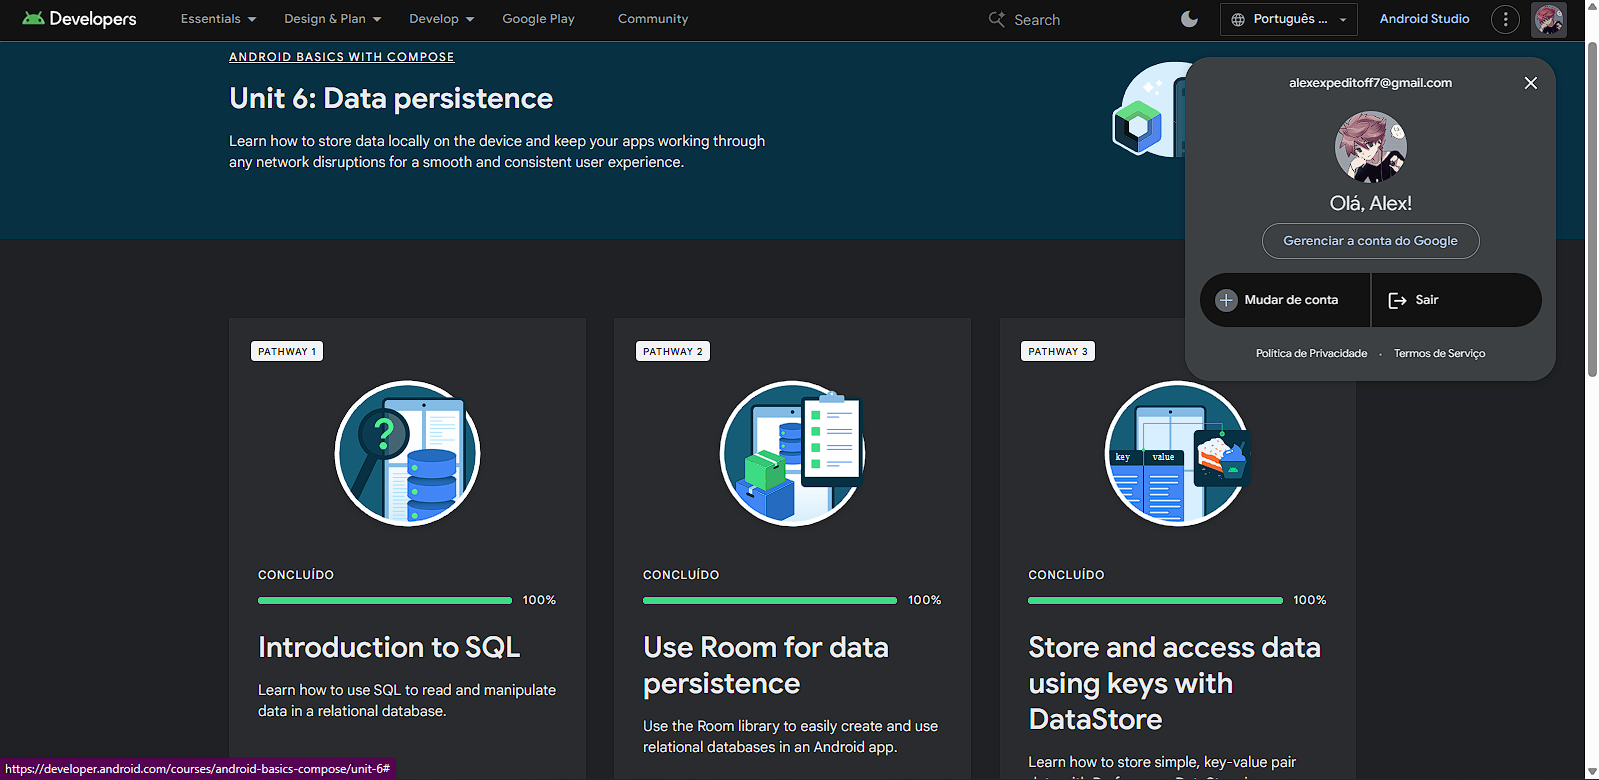 Developers
Essentials
Design & Plan
Develop
Google Play
Community
Search
Português ...
Android Studio
ANDROID BASICS WITH COMPOSE
Unit 6: Data persistence
Learn how to store data locally on the device and keep your apps working through
any network disruptions for a smooth and consistent user experience.
alexexpeditoff7@gmail.com
Olá, Alex!
Gerenciar a conta do Google
Mudar de conta
Sair
Política de Privacidade
Termos de Serviço
PATHWAY 1
?
CONCLUÍDO
100%
Introduction to SQL
Learn how to use SQL to read and manipulate
data in a relational database.
PATHWAY 2
CONCLUÍDO
100%
Use Room for data
persistence
Use the Room library to easily create and use
relational databases in an Android app.
PATHWAY 3
key
value
CONCLUÍDO
100%
Store and access data
using keys with
DataStore
Learn how to store simple, key-value pair
https://developer.android.com/courses/android-basics-compose/unit-6#